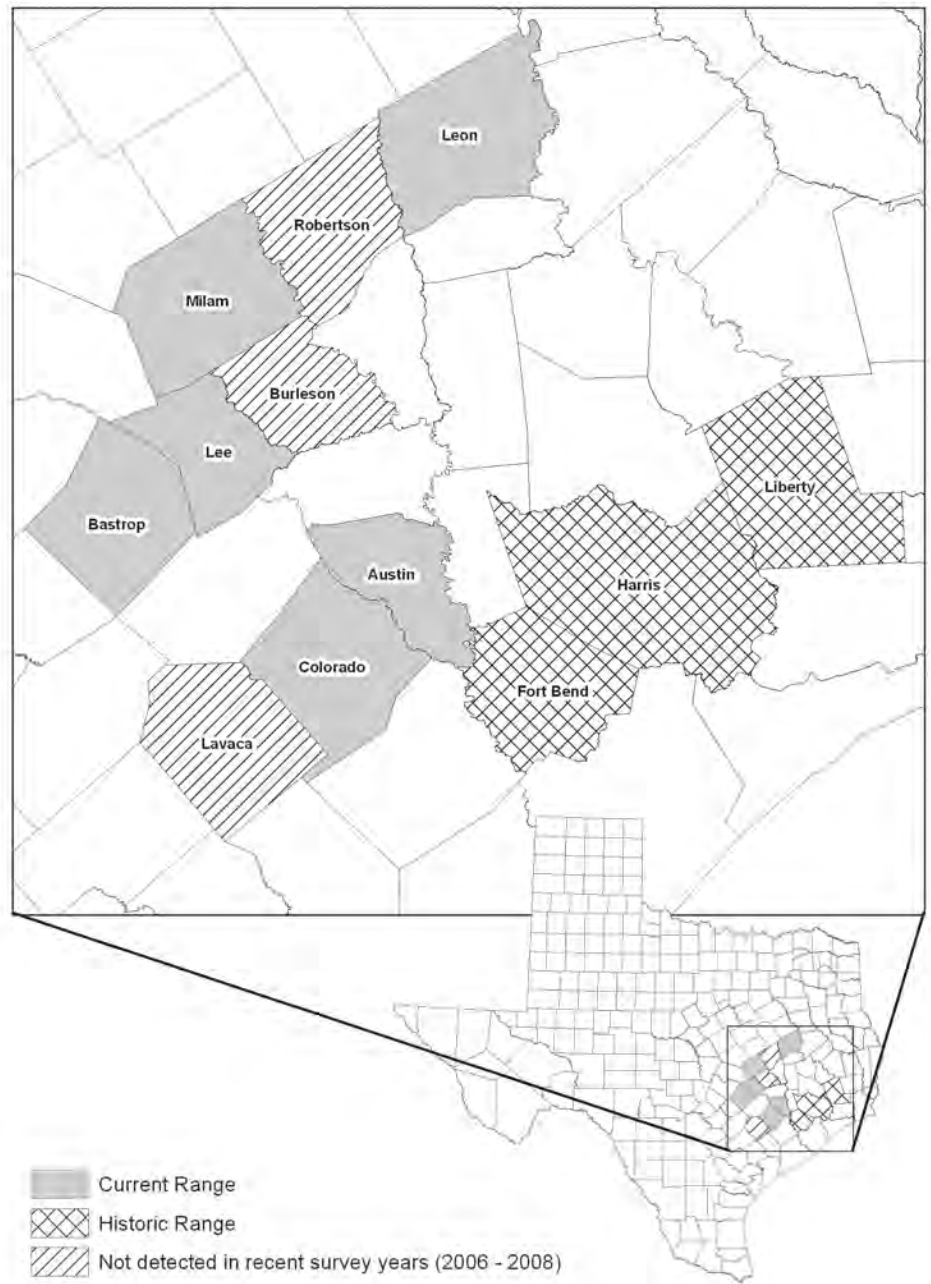 Leon
Robertson
Milam
Burleson
Lee
Liberty
Bastrop
Austin
Harris
Colorado
Fort Bend
Lavaca
Current Range
Historic Range
Not detected in recent survey years (2006 - 2008)